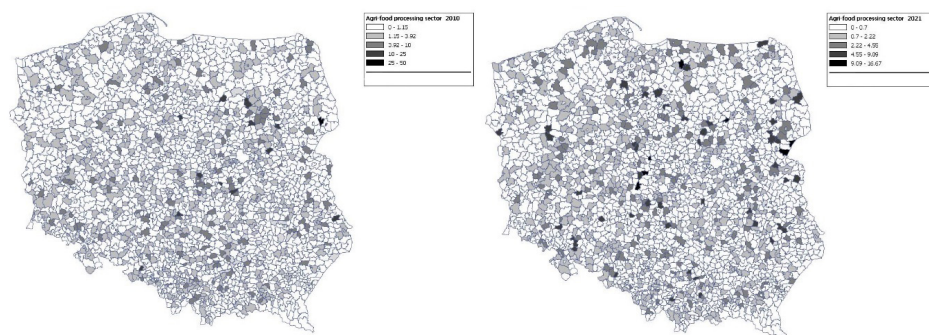 Agri-food processing sector 2010
0 - 1.15
1.15 - 3.92
3.92 - 10
10 - 25
25 - 50
Agri-food processing sector 2021
0 - 0.7
0.7 - 2.22
2.22 - 4.55
4.55 - 9.09
9.09 - 16.67